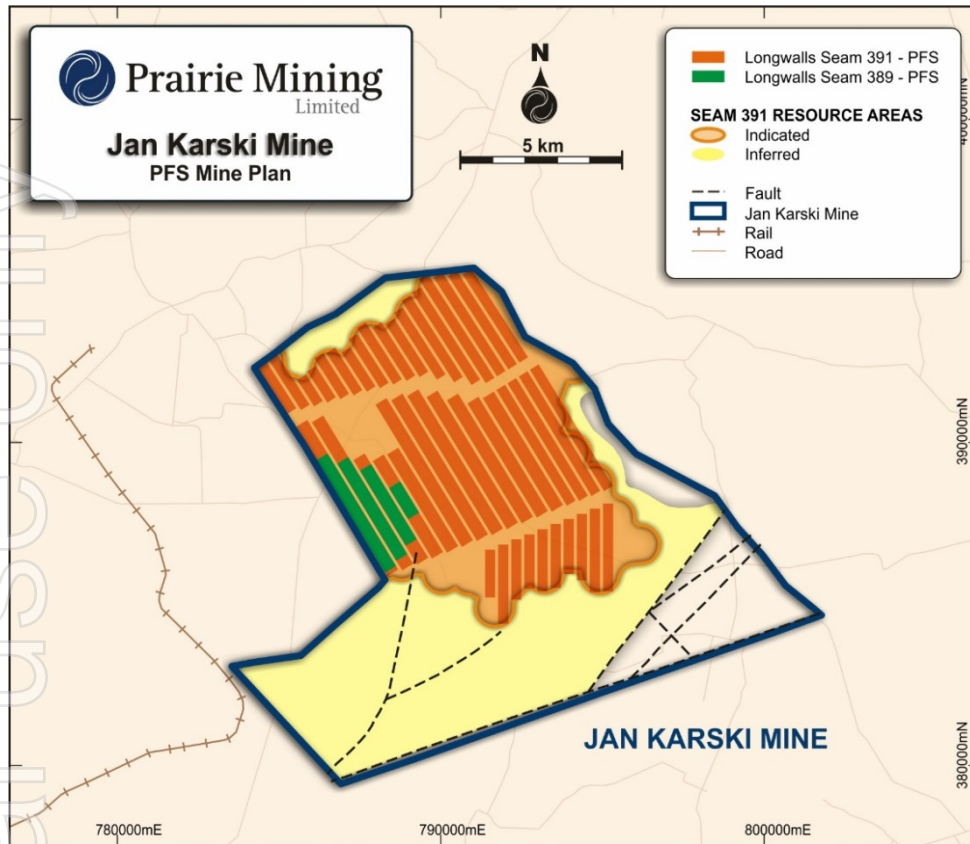 Prairie Mining
Limited
Jan Karski Mine
PFS Mine Plan
N
5 km
Longwalls Seam 391 - PFS
Longwalls Seam 389 - PFS
SEAM 391 RESOURCE AREAS
Indicated
Inferred
Fault
Jan Karski Mine
Rail
Road
390000mN
380000mN
JAN KARSKI MINE
780000mE
790000mE
800000mE